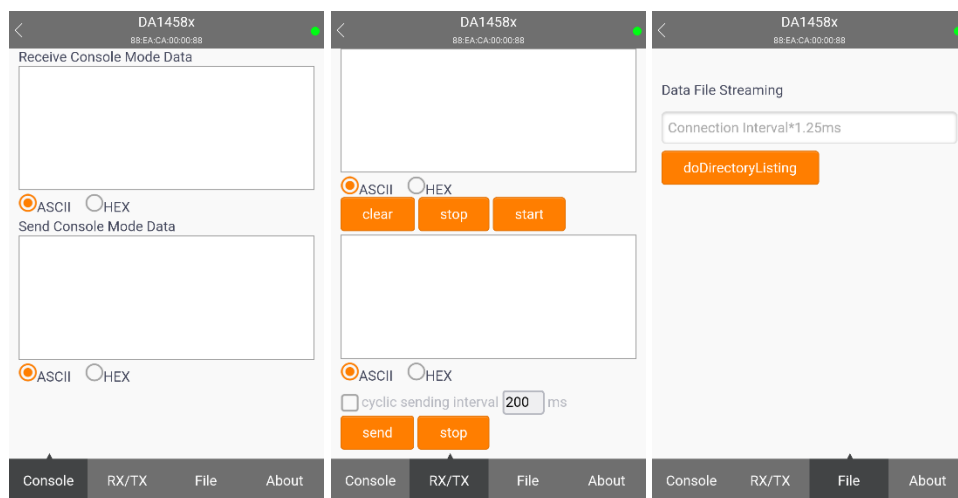 DA1458x
88:EA:CA:00:00:88
Receive Console Mode Data
ASCII HEX
Send Console Mode Data
ASCII HEX
Console RX/TX File About
DA1458x
88:EA:CA:00:00:88
ASCII HEX
clear stop start
ASCII HEX
cyclic sending interval 200 ms
send stop
Console RX/TX File About
DA1458x
88:EA:CA:00:00:88
Data File Streaming
Connection Interval*1.25ms
doDirectoryListing
Console RX/TX File About